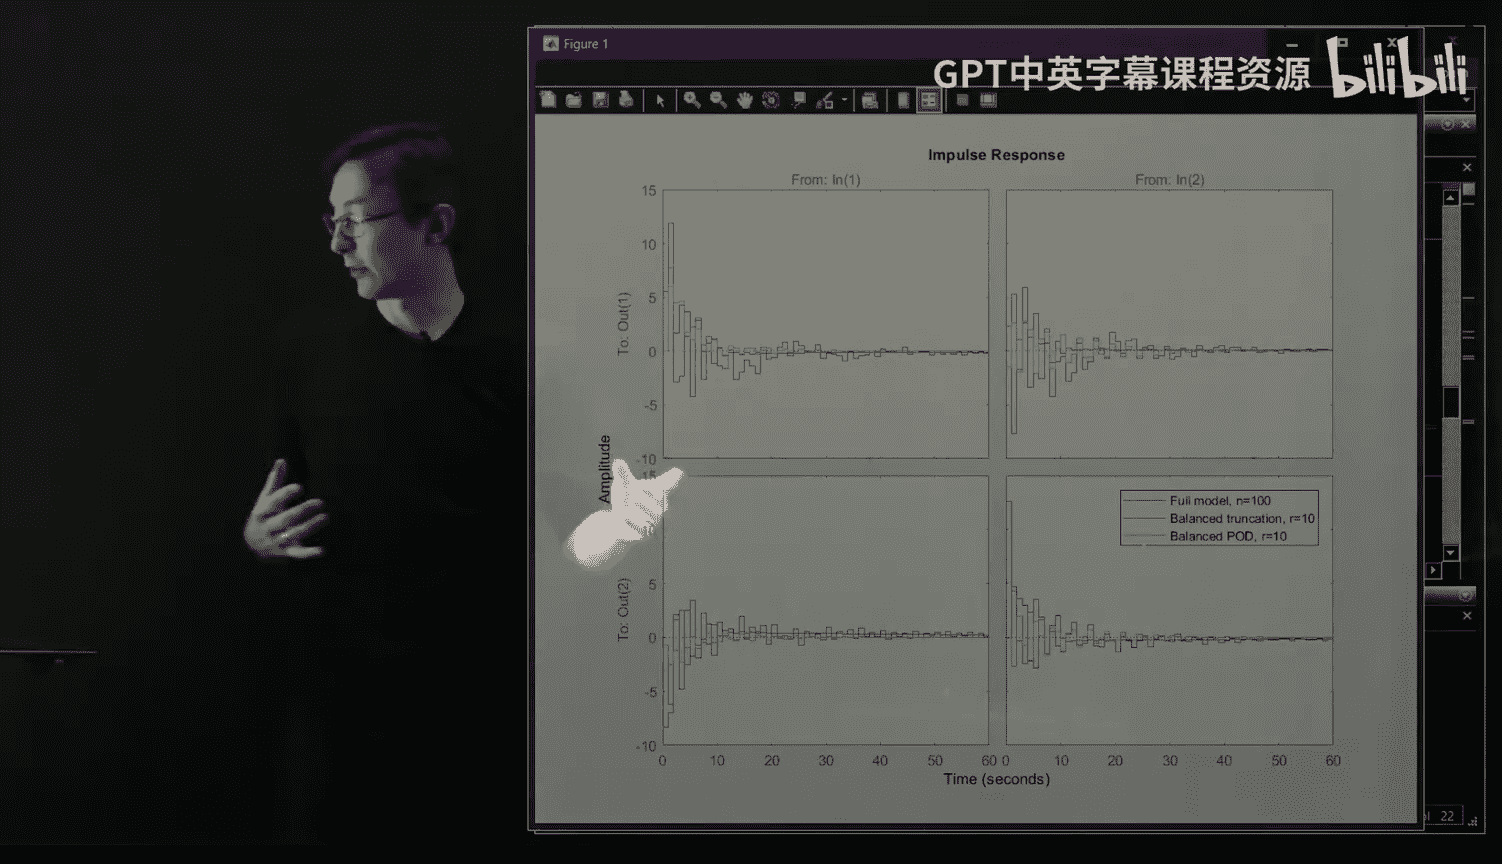 Figure 1
GPT中英字幕课程资源 bilibili
Impulse Response
From: In(1)
From: In(2)
15
10
5
0
-5
-10
To: Out(1)
Amplitude
15
10
5
0
-5
-10
To: Out(2)
Full model, n=100
Balanced truncation, r=10
Balanced POD, r=10
0 10 20 30 40 50 60
0 10 20 30 40 50 60
Time (seconds)
22